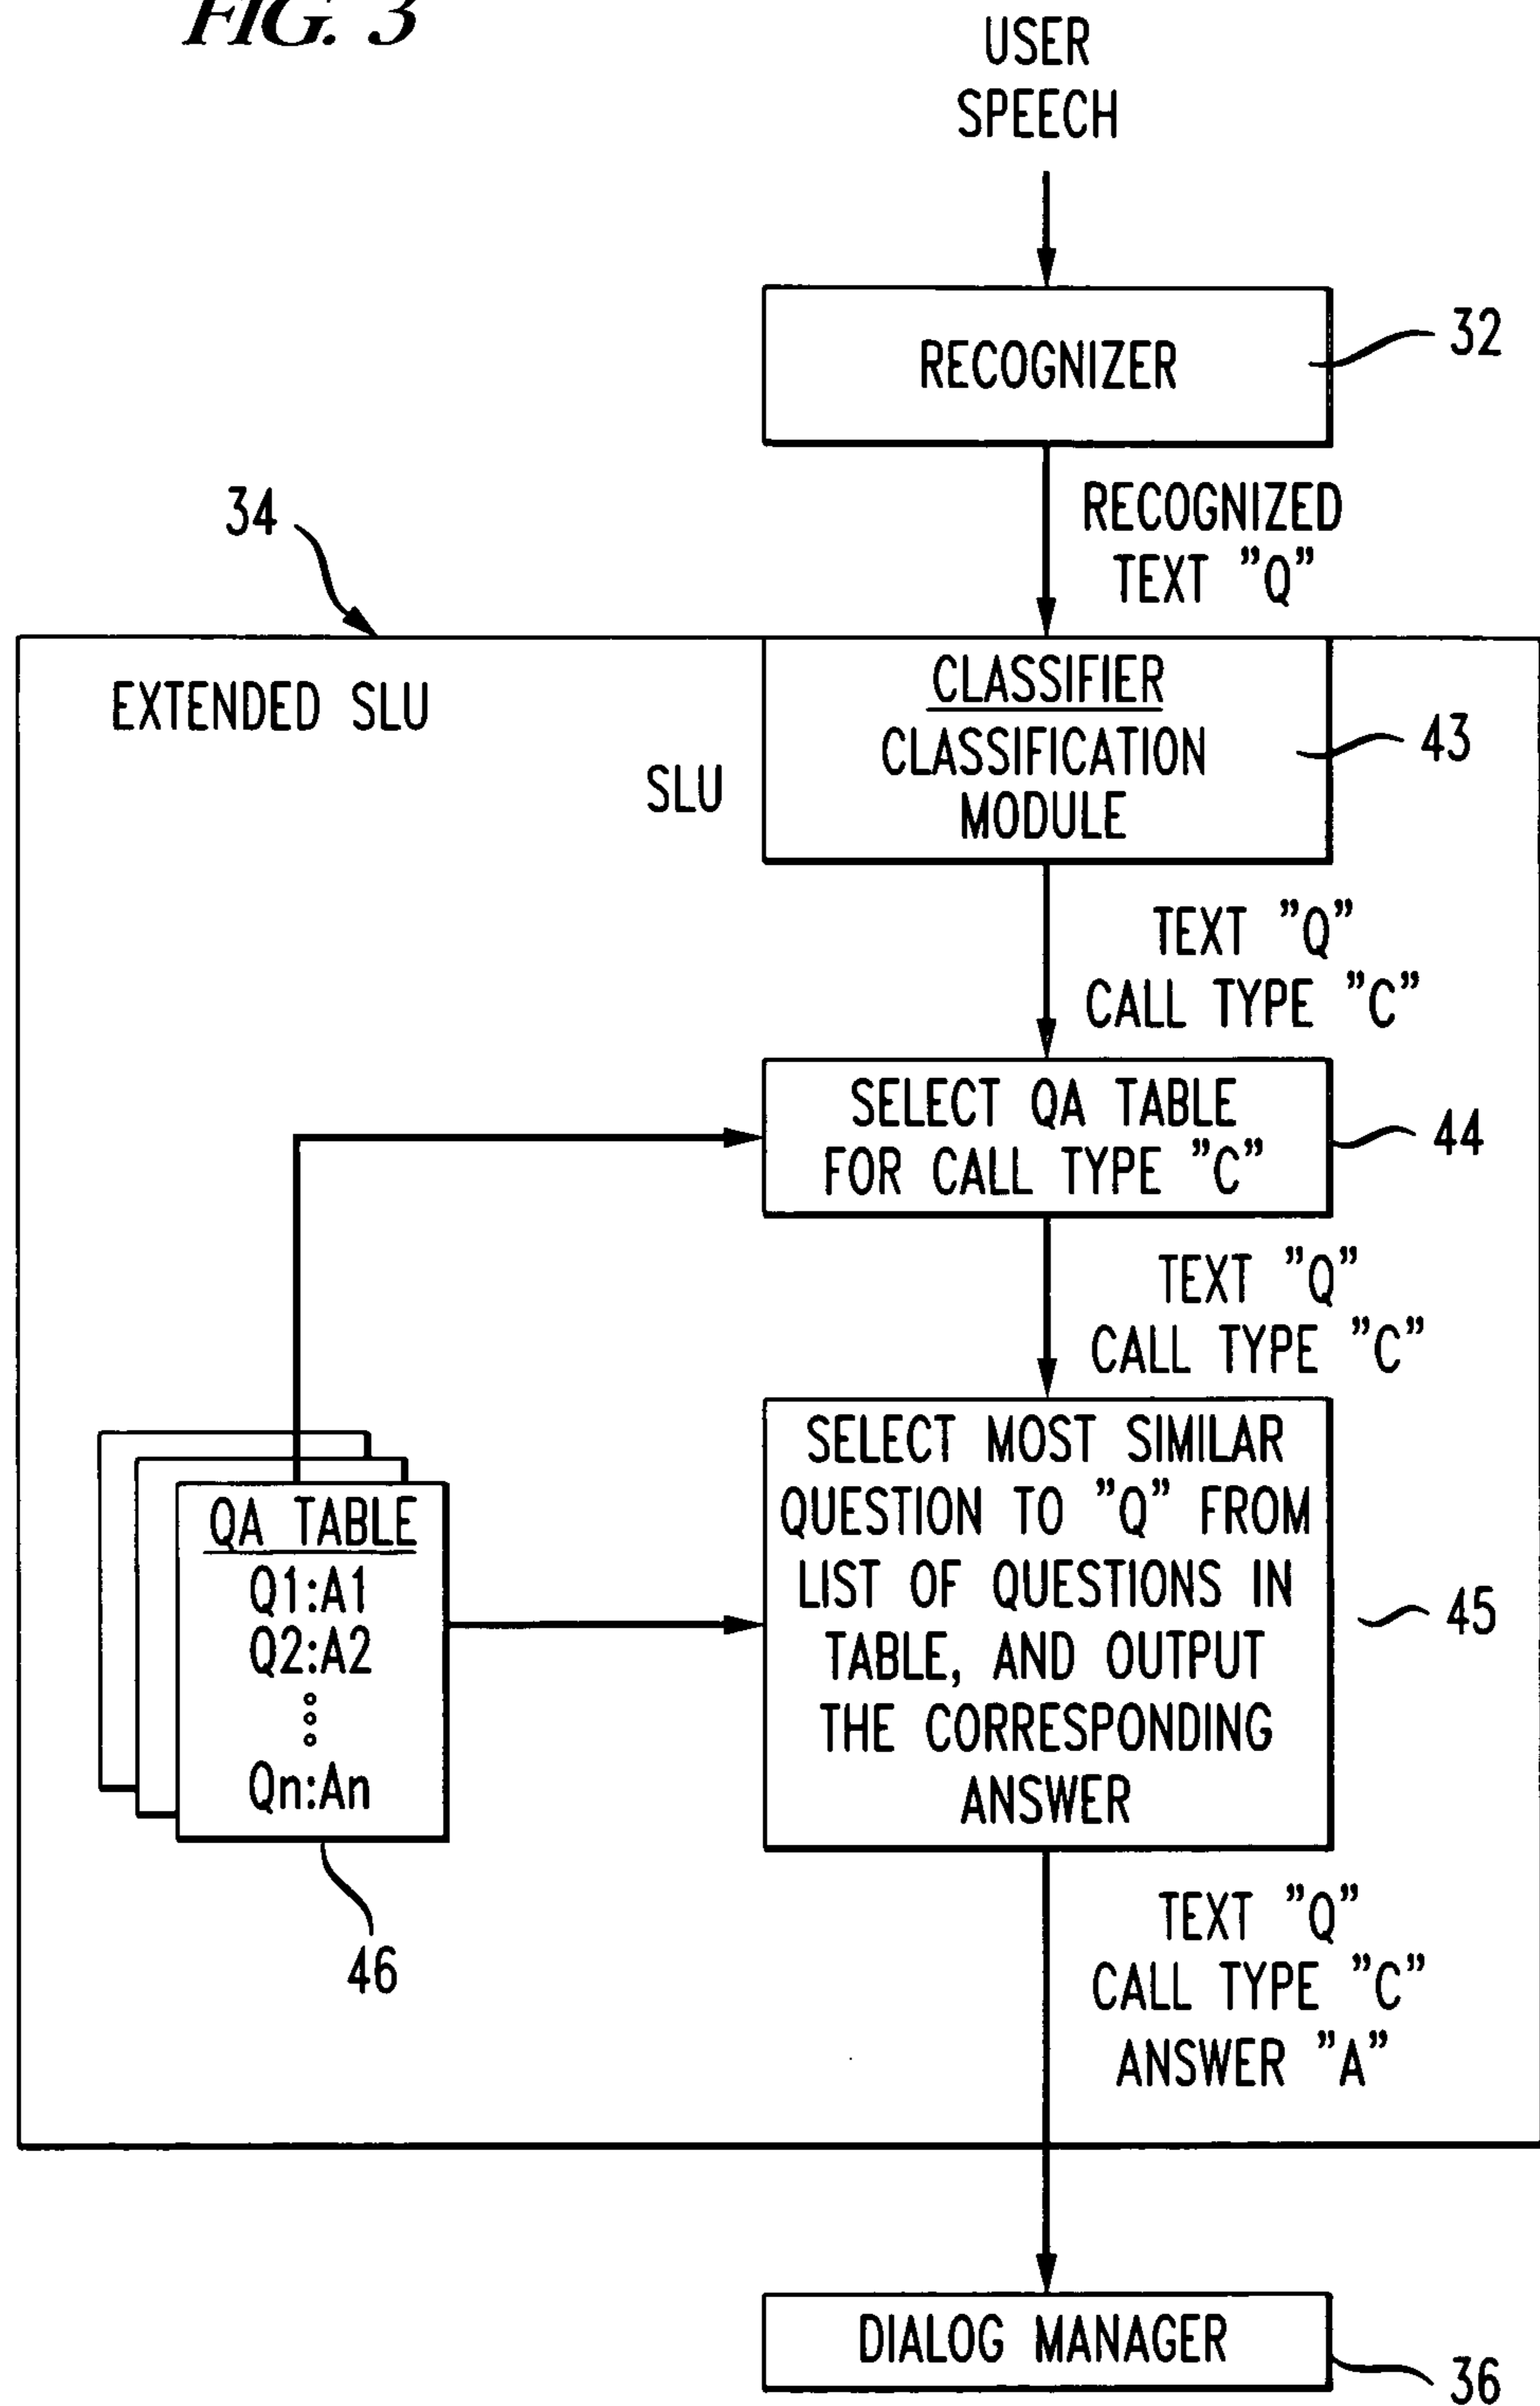 FIG. 3
USER
SPEECH
RECOGNIZER
32
RECOGNIZED
TEXT "Q"
34
EXTENDED SLU
SLU
CLASSIFIER
CLASSIFICATION
MODULE
43
TEXT "Q"
CALL TYPE "C"
SELECT QA TABLE
FOR CALL TYPE "C"
44
TEXT "Q"
CALL TYPE "C"
SELECT MOST SIMILAR
QUESTION TO "Q" FROM
LIST OF QUESTIONS IN
TABLE, AND OUTPUT
THE CORRESPONDING
ANSWER
45
QA TABLE
Q1:A1
Q2:A2
Qn:An
46
TEXT "Q"
CALL TYPE "C"
ANSWER "A"
DIALOG MANAGER
36